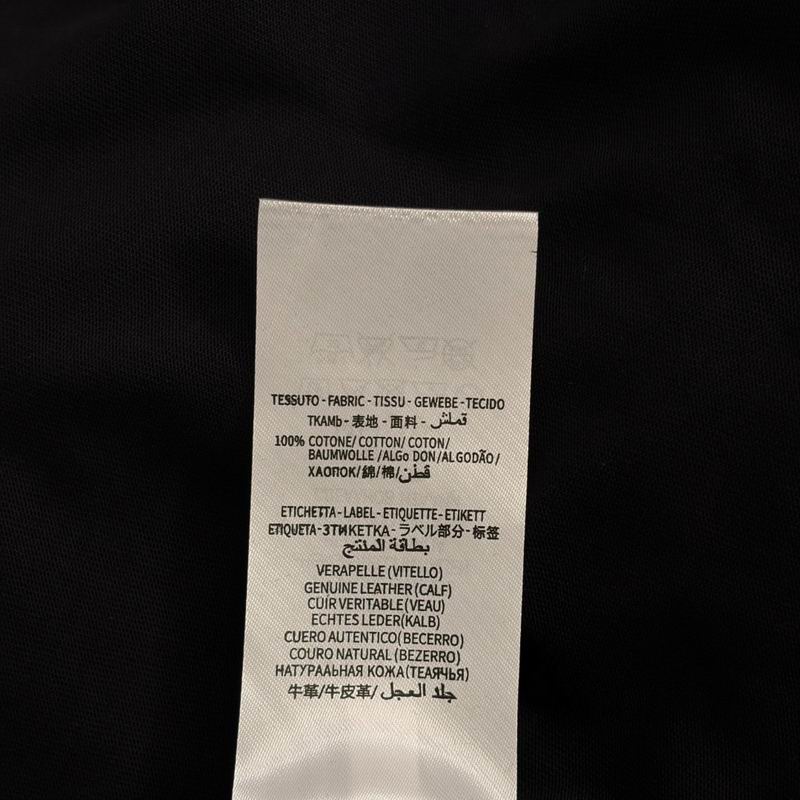 TESSUTO - FABRIC - TISSU - GEWEBE - TECIDO
TKAMb - 表地 - 面料 - قماش
100% COTONE/ COTTON/ COTON/
BAUMWOLLE /ALGo DON/ALGODÃO/
XAOПOK/錦/棉/قطن
ETICHETTA - LABEL - ETIQUETTE - ETIKETT
ETIQUETA - ЭТИКЕТКА - ラベル部分 - 标签
بطاقة المنتج
VERAPELLE (VITELLO)
GENUINE LEATHER (CALF)
CUIR VERITABLE (VEAU)
ECHTES LEDER(KALB)
CUERO AUTENTICO(BECERRO)
COURO NATURAL (BEZERRO)
НАТУРААЬНАЯ КОЖА(ТЕАЯЧЬЯ)
牛革/牛皮革/ جلد العجل